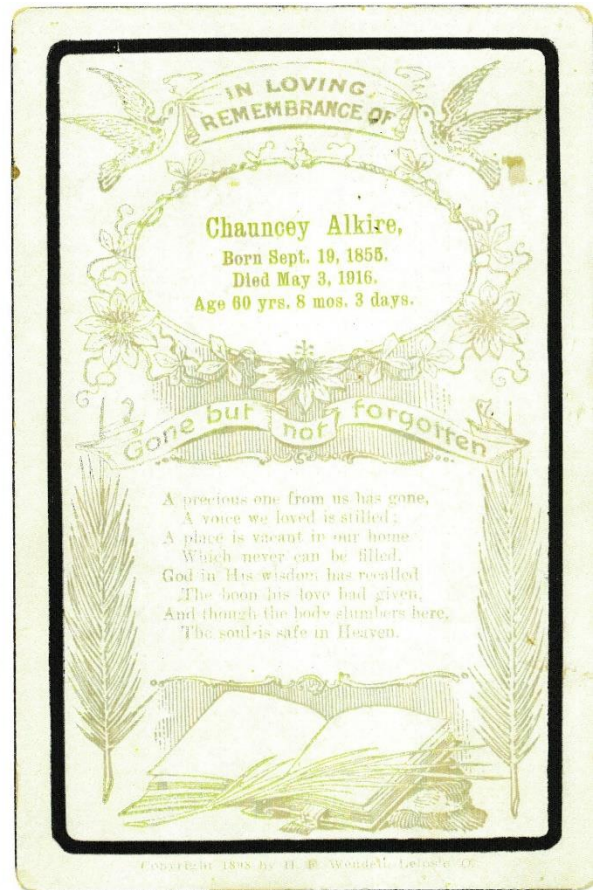 IN LOVING
REMEMBRANCE OF
Chauncey Alkire,
Born Sept. 19, 1855.
Died May 3, 1916.
Age 60 yrs. 8 mos. 3 days.
Gone but not forgotten
A precious one from us has gone,
A voice we loved is stilled;
A place is vacant in our home
Which never can be filled.
God in His wisdom has recalled
The boon his love had given,
And though the body slumbers here,
The soul is safe in Heaven.
Copyright 1898 by H. F. Wendell, Leipsic O.